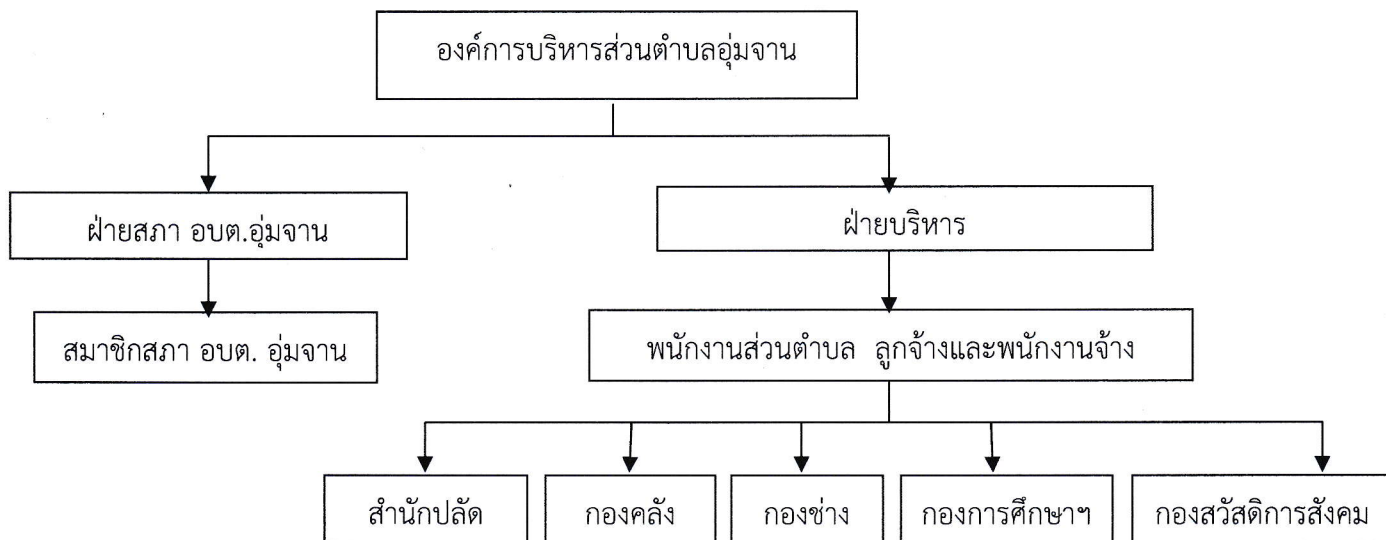 องค์การบริหารส่วนตำบลอุ่มจาน
ฝ่ายสภา อบต.อุ่มจาน
ฝ่ายบริหาร
สมาชิกสภา อบต. อุ่มจาน
พนักงานส่วนตำบล ลูกจ้างและพนักงานจ้าง
สำนักปลัด
กองคลัง
กองช่าง
กองการศึกษาฯ
กองสวัสดิการสังคม